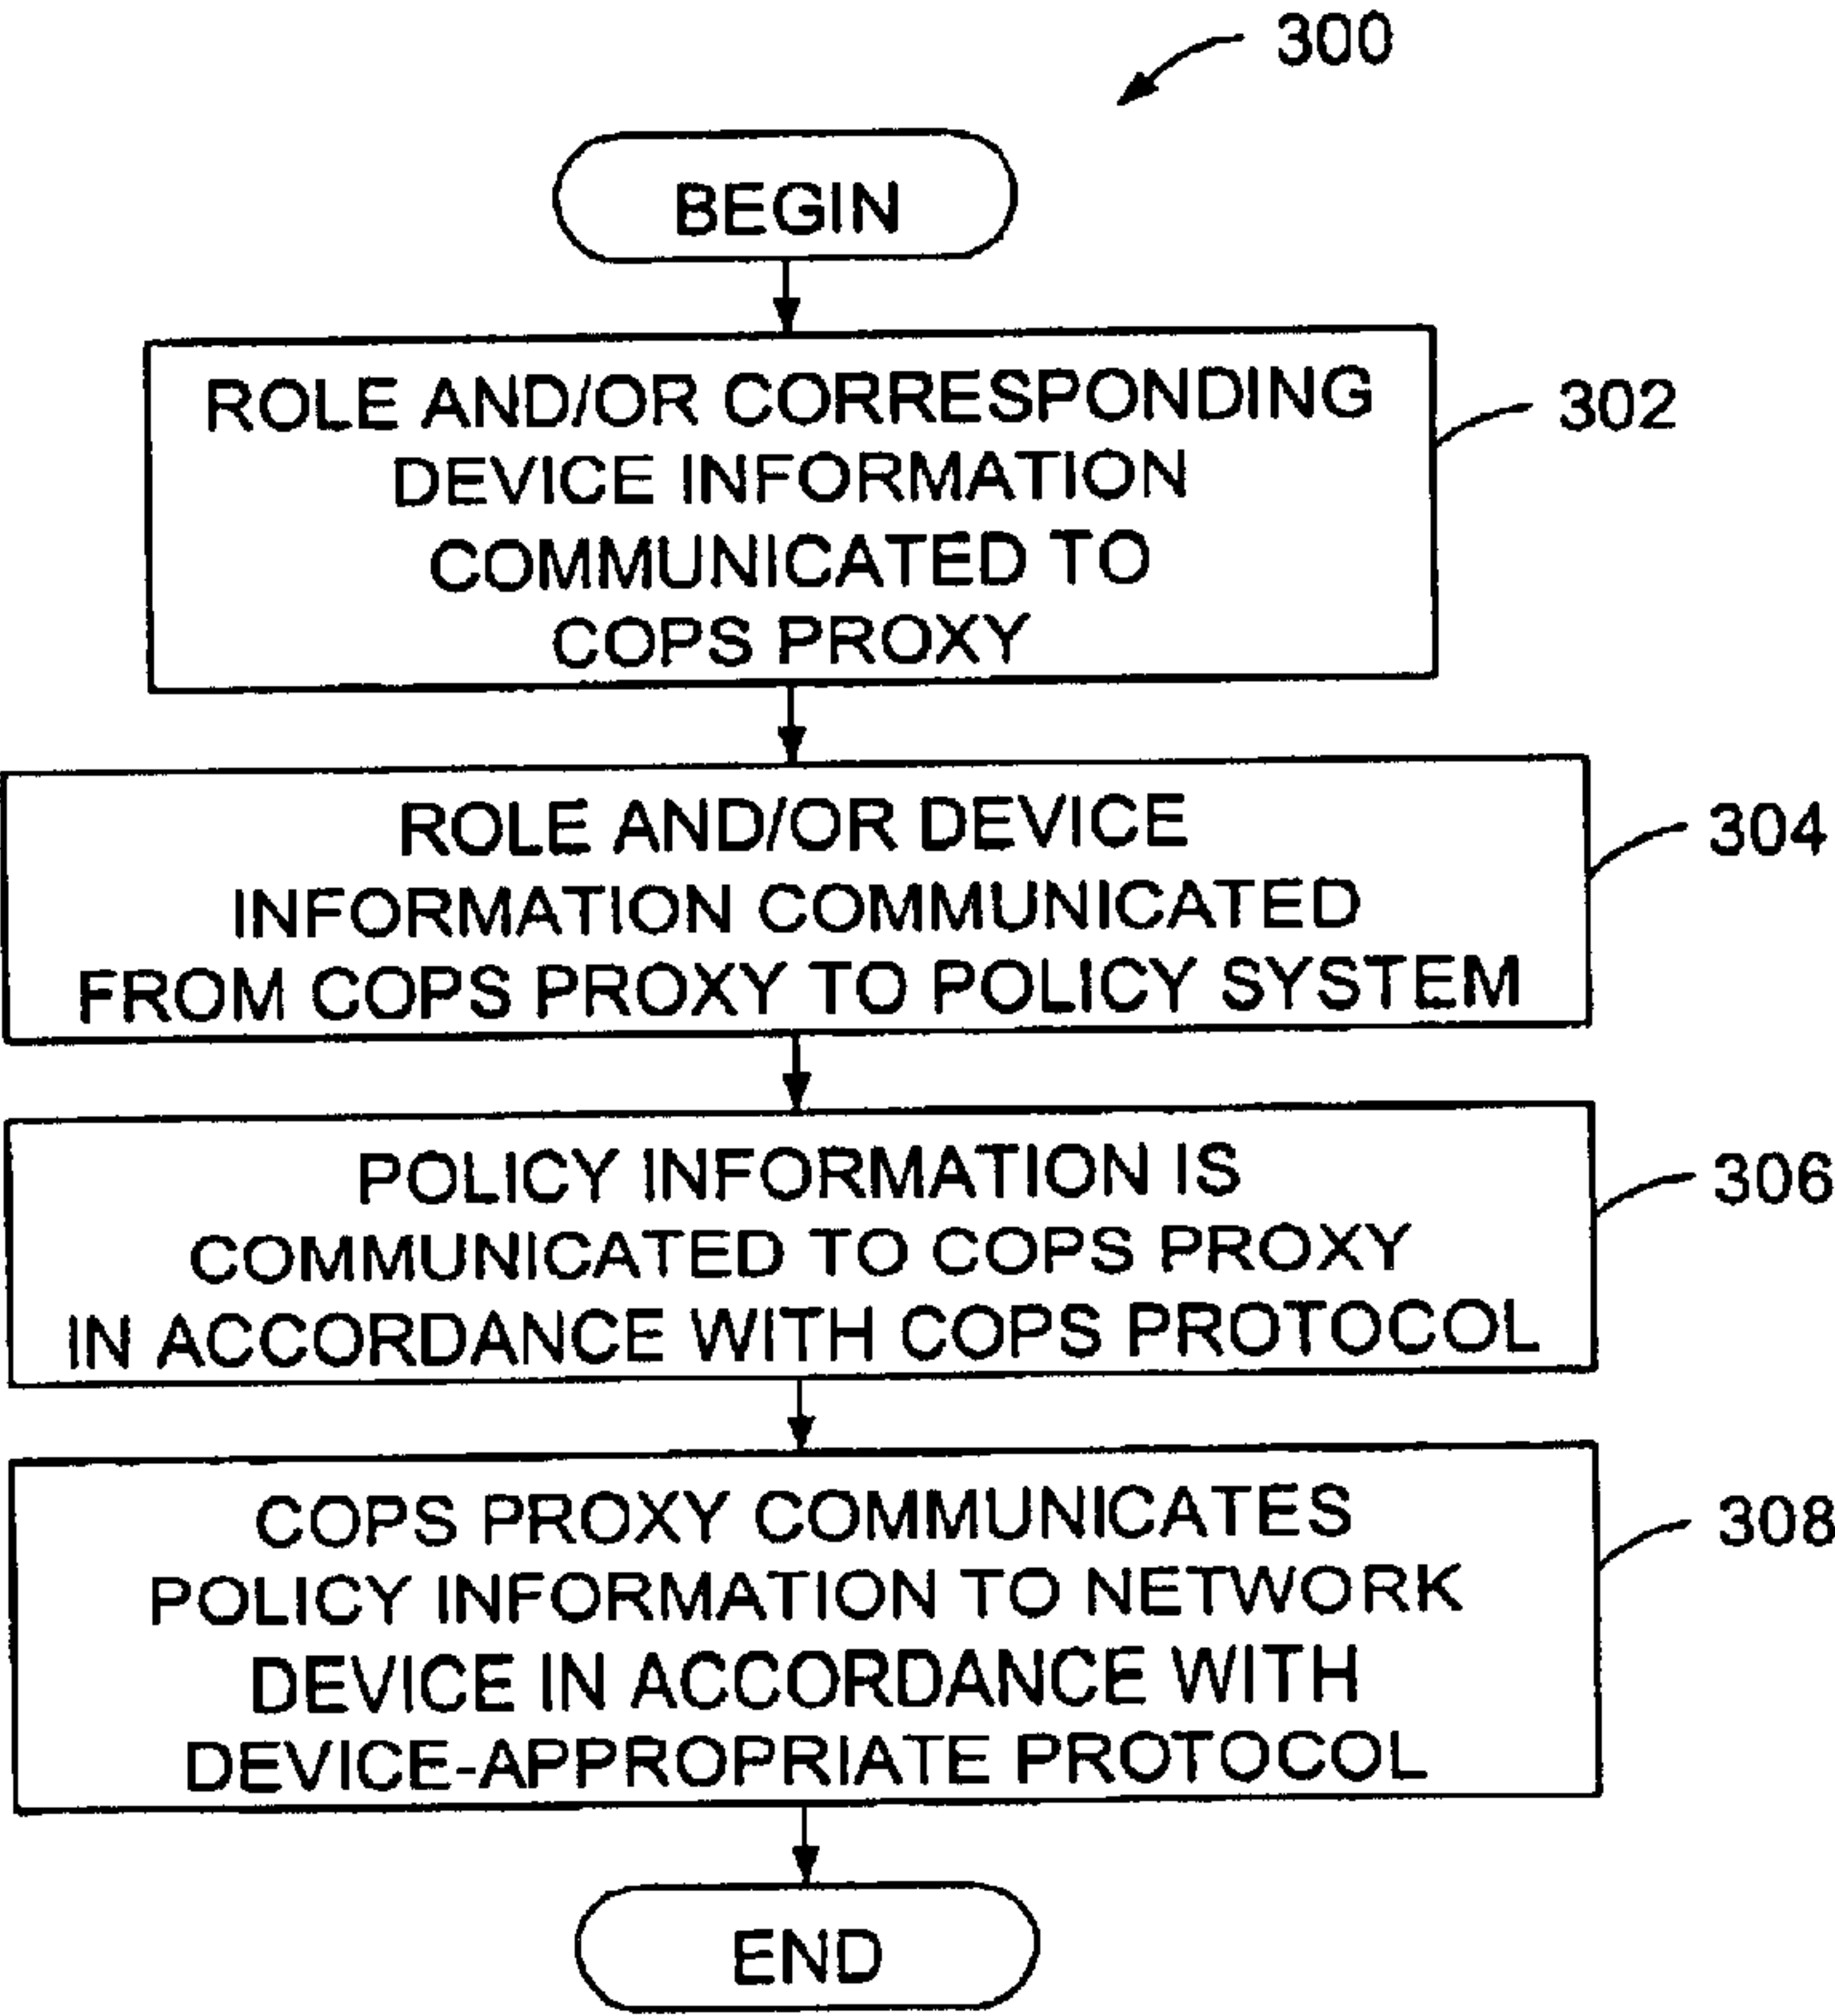 300
BEGIN
ROLE AND/OR CORRESPONDING
DEVICE INFORMATION
COMMUNICATED TO
COPS PROXY
302
ROLE AND/OR DEVICE
INFORMATION COMMUNICATED
FROM COPS PROXY TO POLICY SYSTEM
304
POLICY INFORMATION IS
COMMUNICATED TO COPS PROXY
IN ACCORDANCE WITH COPS PROTOCOL
306
COPS PROXY COMMUNICATES
POLICY INFORMATION TO NETWORK
DEVICE IN ACCORDANCE WITH
DEVICE-APPROPRIATE PROTOCOL
308
END